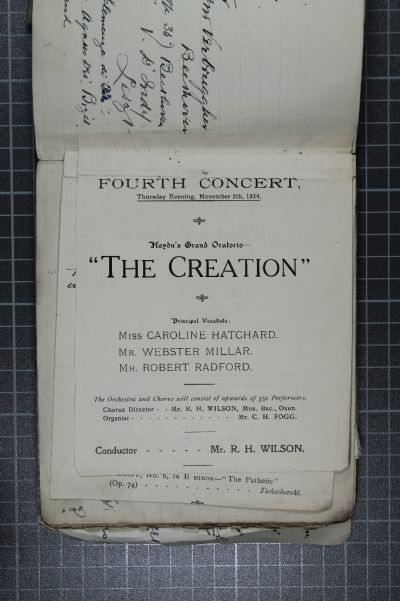 Verbrugghen
Beethoven
V. D'Indy
Liszt
FOURTH CONCERT,
Thursday Evening, November 5th, 1914.
Haydn's Grand Oratorio—
"THE CREATION"
Principal Vocalists:
MISS CAROLINE HATCHARD.
MR. WEBSTER MILLAR.
MR. ROBERT RADFORD.
The Orchestra and Chorus will consist of upwards of 350 Performers.
Chorus Director - - Mr. R. H. WILSON, Mus. Bac., Oxon.
Organist - - - - - - - Mr. C. H. FOGG.
Conductor - - - - - Mr. R. H. WILSON.
No. 6, IN B MINOR—"The Pathetic"
(Op. 74) - - - - - - - - - - Tschaikovski.